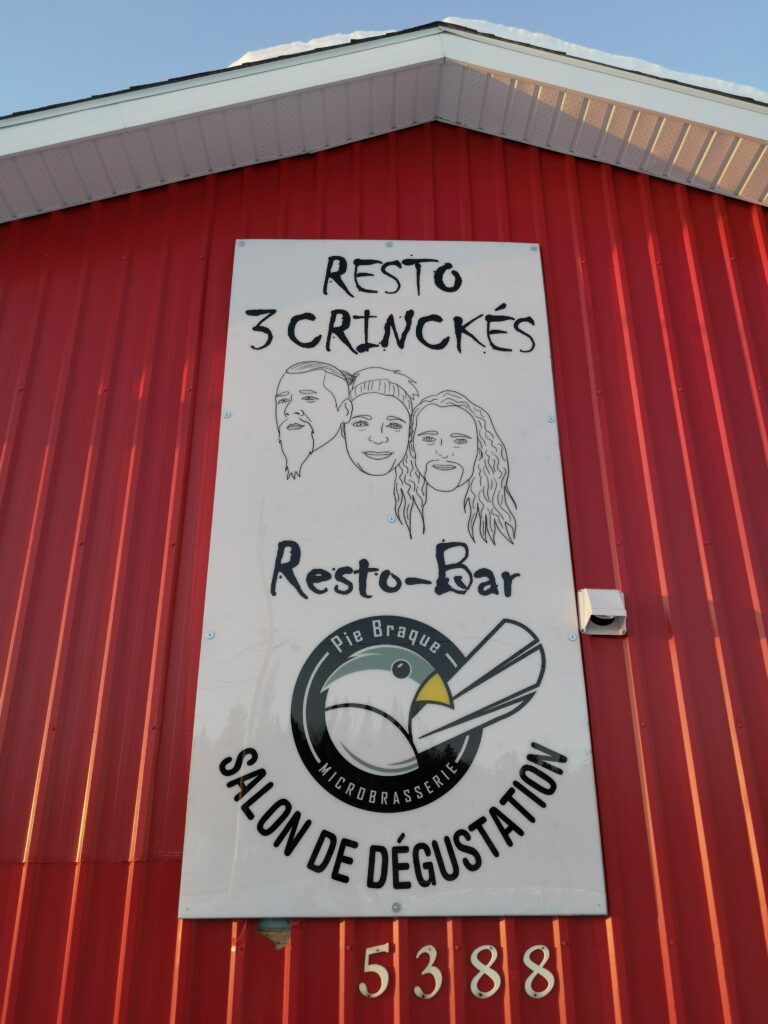 RESTO
3 CRINCKÉS
Resto-Bar
Pie Braque
MICROBRASSERIE
SALON DE DÉGUSTATION
5388